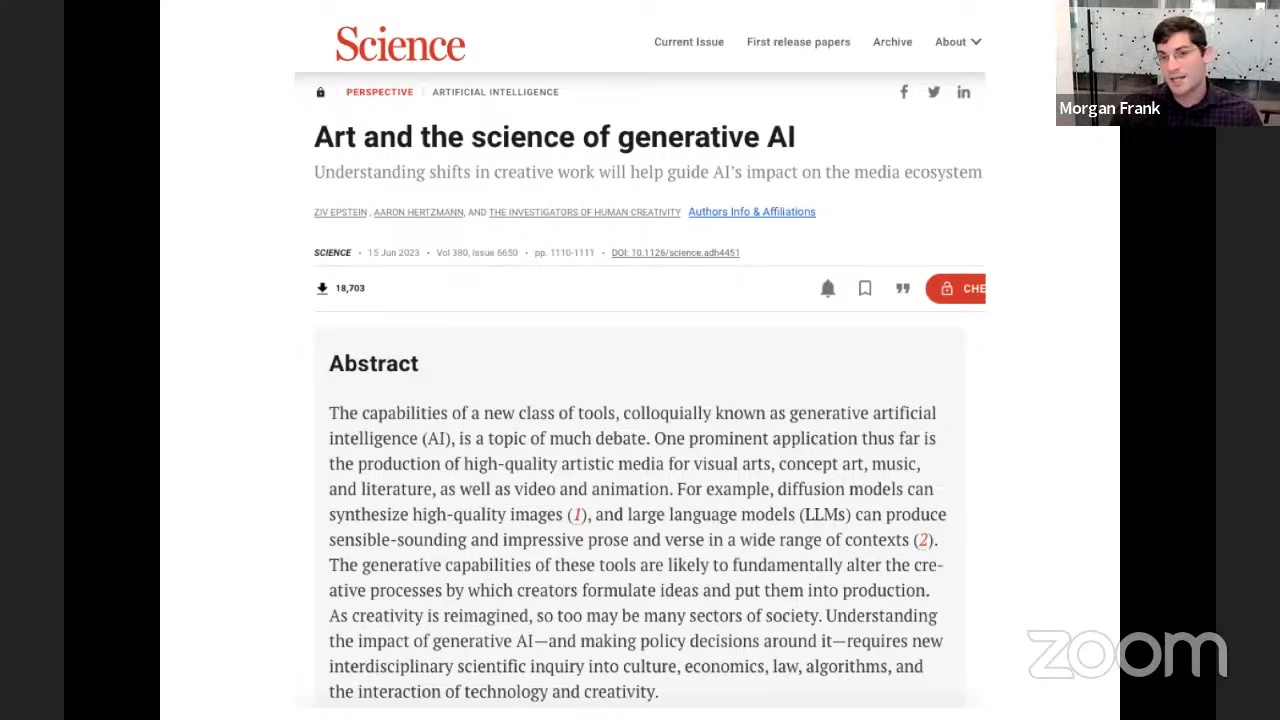 Science
Current Issue First release papers Archive About
PERSPECTIVE ARTIFICIAL INTELLIGENCE
Morgan Frank
Art and the science of generative AI
Understanding shifts in creative work will help guide AI’s impact on the media ecosystem
ZIV EPSTEIN , AARON HERTZMANN, AND THE INVESTIGATORS OF HUMAN CREATIVITY Authors Info & Affiliations
SCIENCE • 15 Jun 2023 • Vol 380, Issue 6650 • pp. 1110-1111 • DOI: 10.1126/science.adh4451
18,703
CHE
Abstract
The capabilities of a new class of tools, colloquially known as generative artificial
intelligence (AI), is a topic of much debate. One prominent application thus far is
the production of high-quality artistic media for visual arts, concept art, music,
and literature, as well as video and animation. For example, diffusion models can
synthesize high-quality images (1), and large language models (LLMs) can produce
sensible-sounding and impressive prose and verse in a wide range of contexts (2).
The generative capabilities of these tools are likely to fundamentally alter the cre-
ative processes by which creators formulate ideas and put them into production.
As creativity is reimagined, so too may be many sectors of society. Understanding
the impact of generative AI—and making policy decisions around it—requires new
interdisciplinary scientific inquiry into culture, economics, law, algorithms, and
the interaction of technology and creativity.
zoom